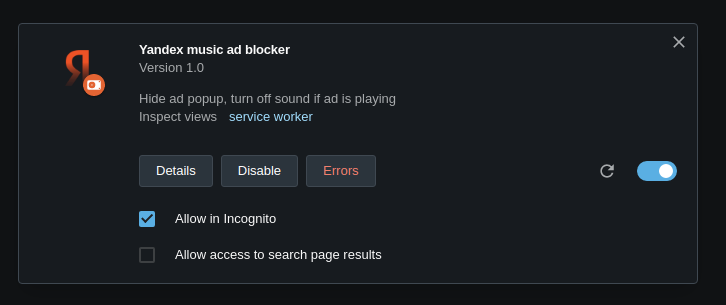 Я
Yandex music ad blocker
Version 1.0
Hide ad popup, turn off sound if ad is playing
Inspect views service worker
Details Disable Errors
Allow in Incognito
Allow access to search page results